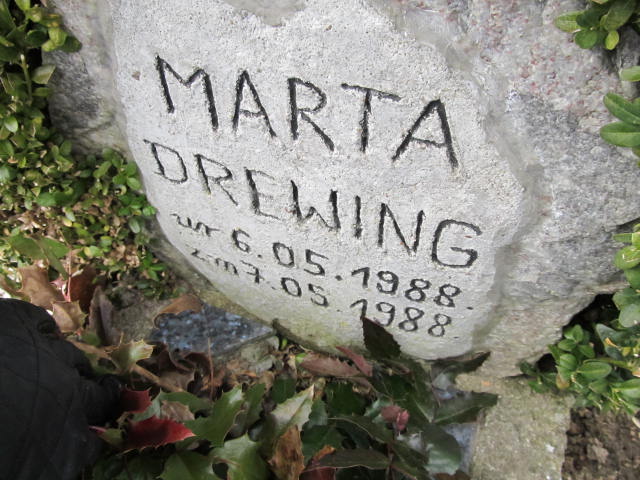 MARTA
DREWING
ur 6.05.1988.
zm 7.05.1988.